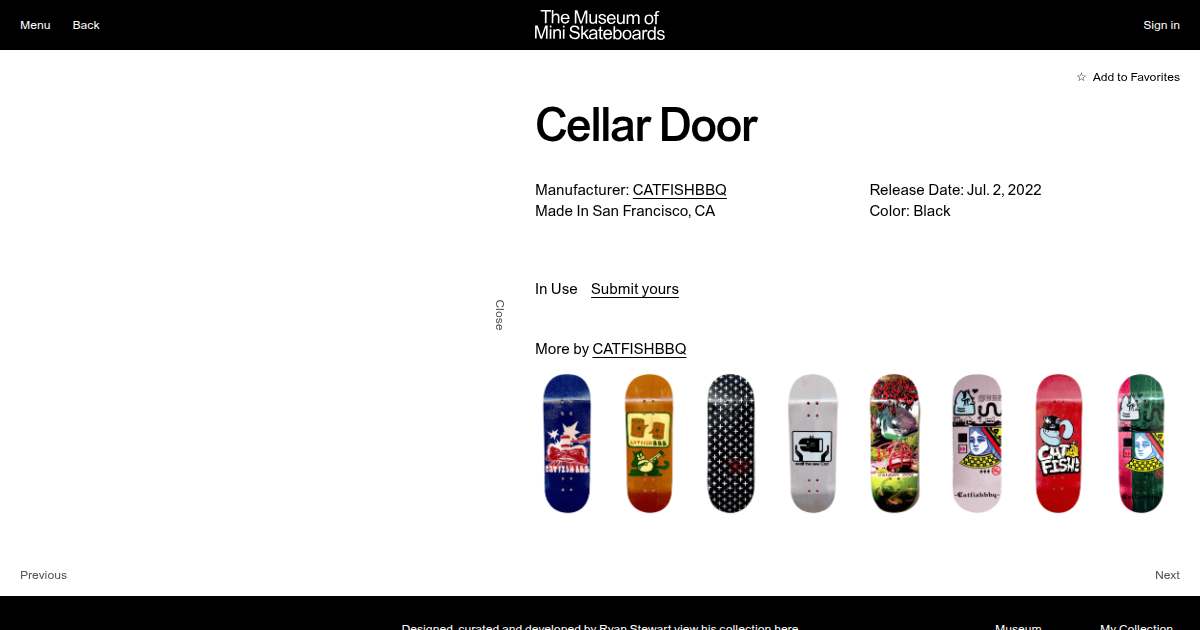 Menu
Back
The Museum of
Mini Skateboards
Sign in
☆ Add to Favorites
Cellar Door
Manufacturer: CATFISHBBQ
Made In San Francisco, CA
Release Date: Jul. 2, 2022
Color: Black
In Use
Submit yours
Close
More by CATFISHBBQ
CAT
FISH!
-Catfishbbq-
Previous
Next
Designed, curated and developed by Ryan Stewart view his collection here
Museum
My Collection